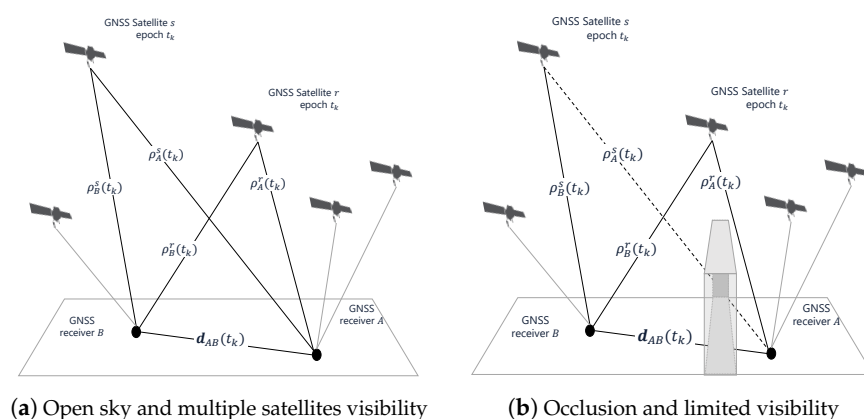 GNSS Satellite s
epoch t_k
GNSS Satellite r
epoch t_k
ρ_A^s(t_k)
ρ_B^s(t_k)
ρ_A^r(t_k)
ρ_B^r(t_k)
GNSS
receiver B
GNSS
receiver A
d_AB(t_k)
(a) Open sky and multiple satellites visibility
GNSS Satellite s
epoch t_k
GNSS Satellite r
epoch t_k
ρ_A^s(t_k)
ρ_B^s(t_k)
ρ_A^r(t_k)
ρ_B^r(t_k)
GNSS
receiver B
GNSS
receiver A
d_AB(t_k)
(b) Occlusion and limited visibility